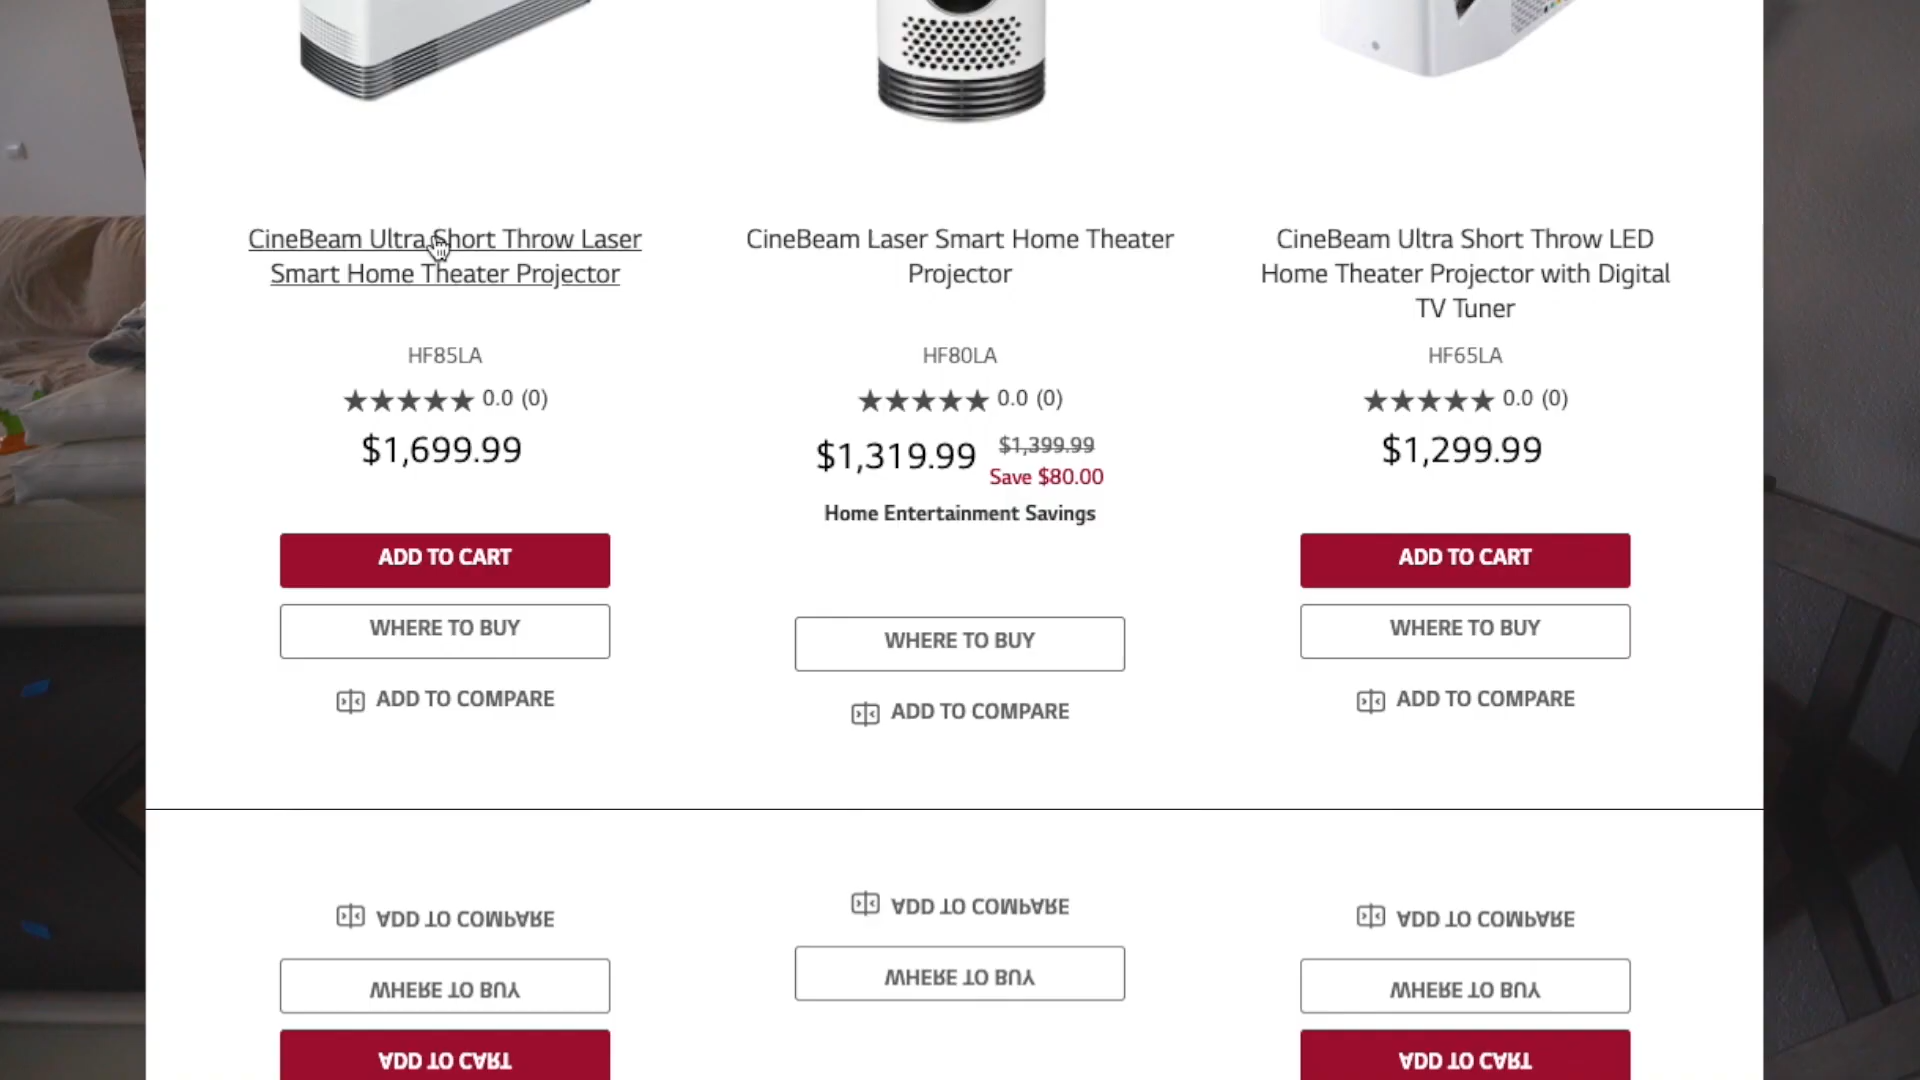 CineBeam Ultra Short Throw Laser
Smart Home Theater Projector
HF85LA
0.0 (0)
$1,699.99
ADD TO CART
WHERE TO BUY
ADD TO COMPARE
CineBeam Laser Smart Home Theater
Projector
HF80LA
0.0 (0)
$1,319.99 $1,399.99
Save $80.00
Home Entertainment Savings
WHERE TO BUY
ADD TO COMPARE
CineBeam Ultra Short Throw LED
Home Theater Projector with Digital
TV Tuner
HF65LA
0.0 (0)
$1,299.99
ADD TO CART
WHERE TO BUY
ADD TO COMPARE
ADD TO COMPARE
WHERE TO BUY
ADD TO CART
ADD TO COMPARE
WHERE TO BUY
ADD TO COMPARE
WHERE TO BUY
ADD TO CART